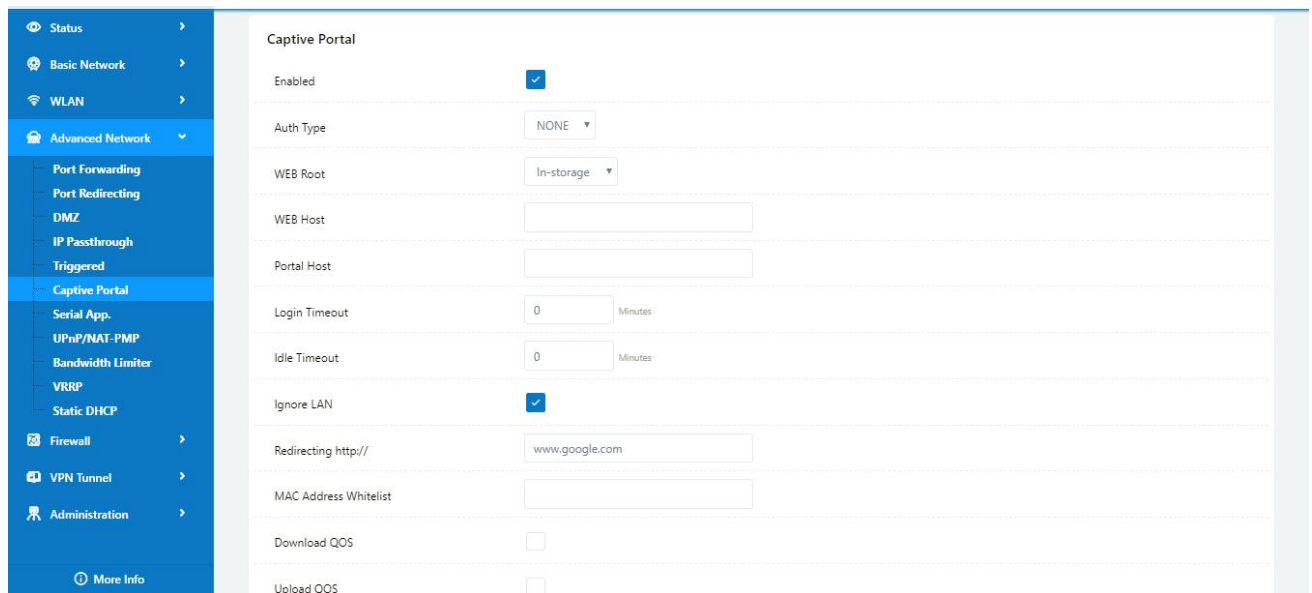 Status
Basic Network
WLAN
Advanced Network
Port Forwarding
Port Redirecting
DMZ
IP Passthrough
Triggered
Captive Portal
Serial App.
UPnP/NAT-PMP
Bandwidth Limiter
VRRP
Static DHCP
Firewall
VPN Tunnel
Administration
More Info
Captive Portal
Enabled
Auth Type NONE
WEB Root In-storage
WEB Host
Portal Host
Login Timeout 0 Minutes
Idle Timeout 0 Minutes
Ignore LAN
Redirecting http:// www.google.com
MAC Address Whitelist
Download QOS
Upload QOS